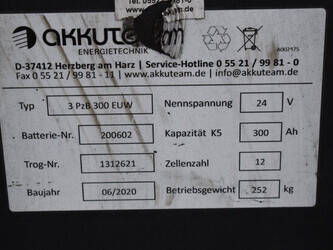 akkuteam
ENERGIETECHNIK
A002475
D-37412 Herzberg am Harz | Service-Hotline 0 55 21 / 99 81 - 0
Fax 0 55 21 / 99 81 - 11 | www.akkuteam.de | info@akkuteam.de
Typ 3 PzB 300 EUW Nennspannung 24 V
Batterie-Nr. 200602 Kapazität K5 300 Ah
Trog-Nr. 1312621 Zellenzahl 12
Baujahr 06/2020 Betriebsgewicht 252 kg